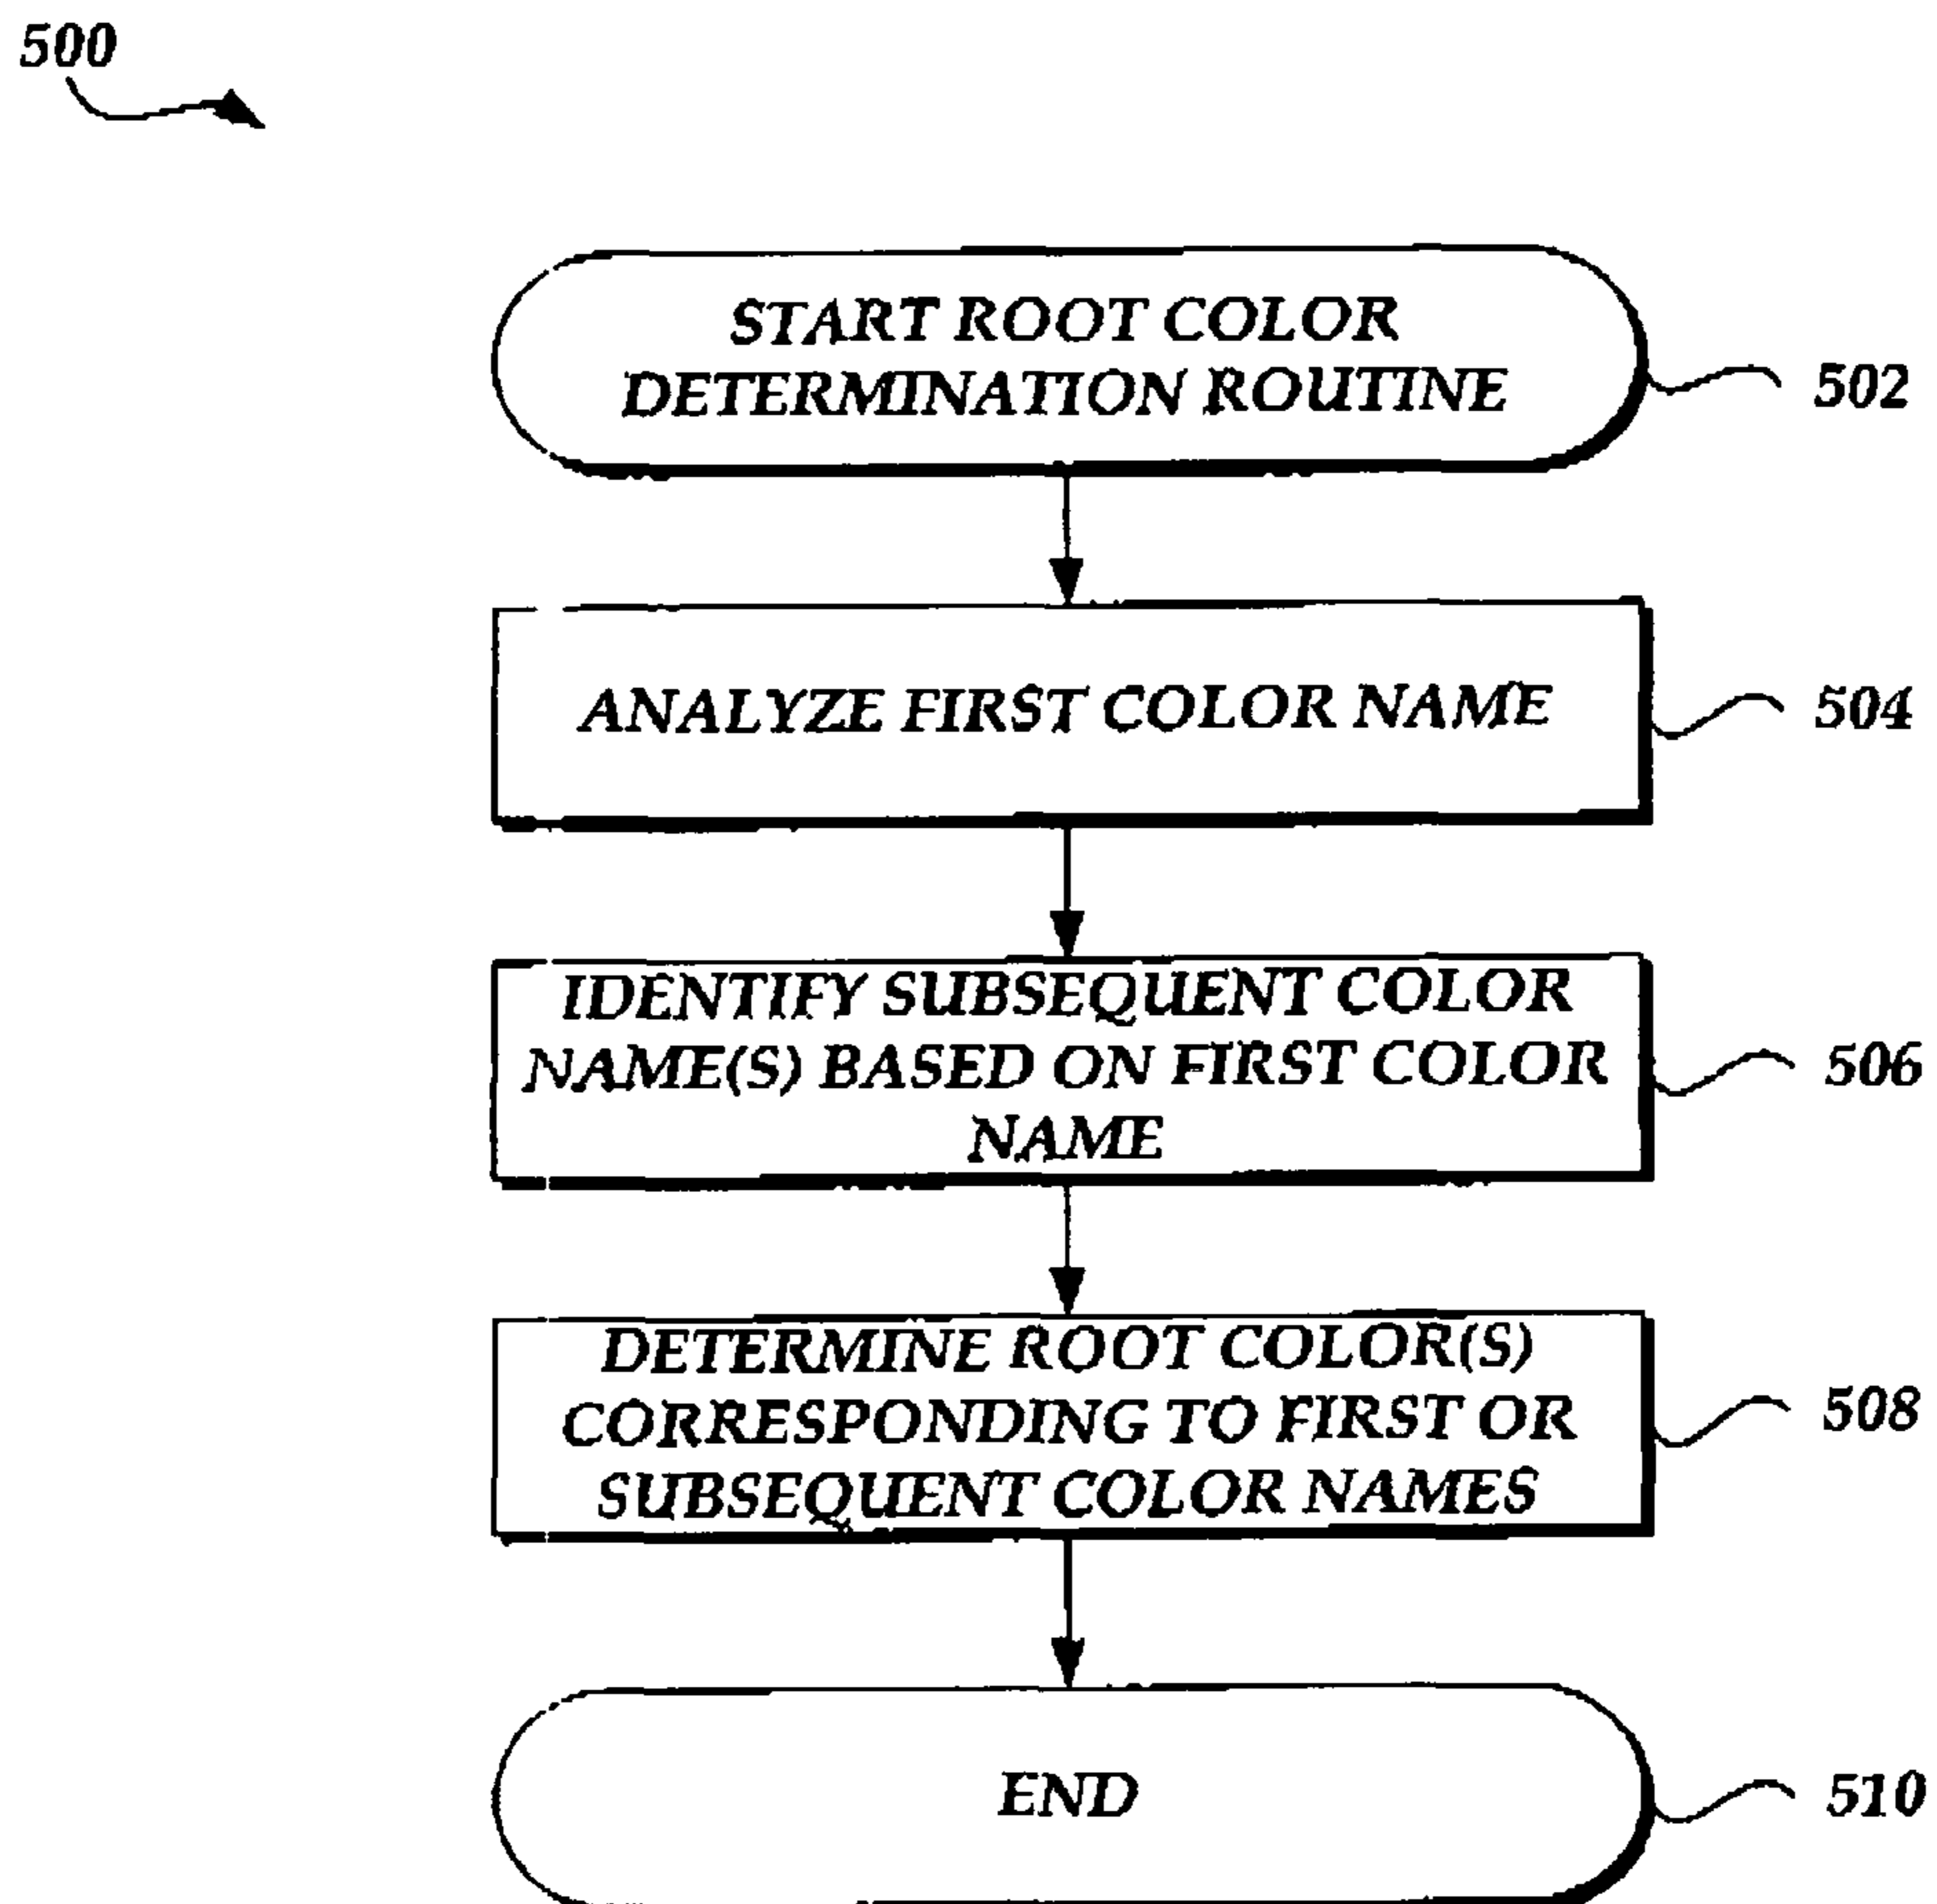 500
START ROOT COLOR
DETERMINATION ROUTINE
502
ANALYZE FIRST COLOR NAME
504
IDENTIFY SUBSEQUENT COLOR
NAME(S) BASED ON FIRST COLOR
NAME
506
DETERMINE ROOT COLOR(S)
CORRESPONDING TO FIRST OR
SUBSEQUENT COLOR NAMES
508
END
510